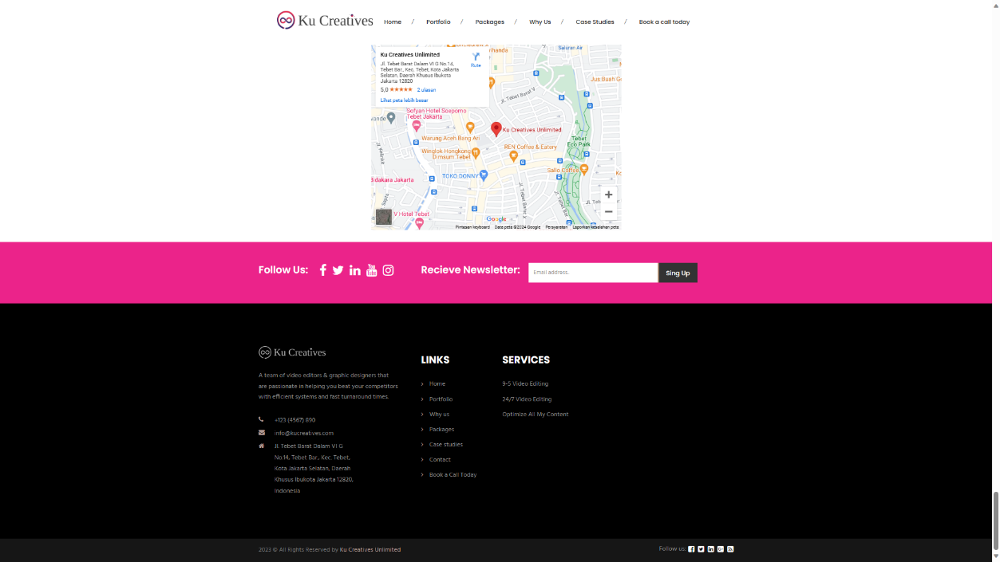 Ku Creatives
Home / Portfolio / Packages / Why Us / Case Studies / Book a call today
Ku Creatives Unlimited
Jl. Tebet Barat Dalam VI G No.14,
Tebet Bar., Kec. Tebet, Kota Jakarta
Selatan, Daerah Khusus Ibukota
Jakarta 12820
Rute
5,0 ★★★★★ 2 ulasan
Lihat peta lebih besar
Saluran Air
Jus Buah
Jl. Tebet Barat V
Sofyan Hotel Soepomo
Tebet Jakarta
Ku Creatives Unlimited
Warung Aceh Bang Ari
Tebet
Eco Park
REN Coffee & Eatery
Winglok Hongkong
Dimsum Tebet
Sallo Coffee
TOKO DONNY
Bidakara Jakarta
V Hotel Tebet
Google
Pintasan keyboard Data peta ©2024 Google Persyaratan Laporkan kesalahan peta
Follow Us:
Recieve Newsletter:
Email address.
Sing Up
Ku Creatives
A team of video editors & graphic designers that
are passionate in helping you beat your competitors
with efficient systems and fast turnaround times.
+123 (4567) 890
info@kucreatives.com
Jl. Tebet Barat Dalam VI G
No.14, Tebet Bar., Kec. Tebet,
Kota Jakarta Selatan, Daerah
Khusus Ibukota Jakarta 12820,
Indonesia
LINKS
Home
Portfolio
Why us
Packages
Case studies
Contact
Book a Call Today
SERVICES
9-5 Video Editing
24/7 Video Editing
Optimize All My Content
2023 © All Rights Reserved by Ku Creatives Unlimited
Follow us: